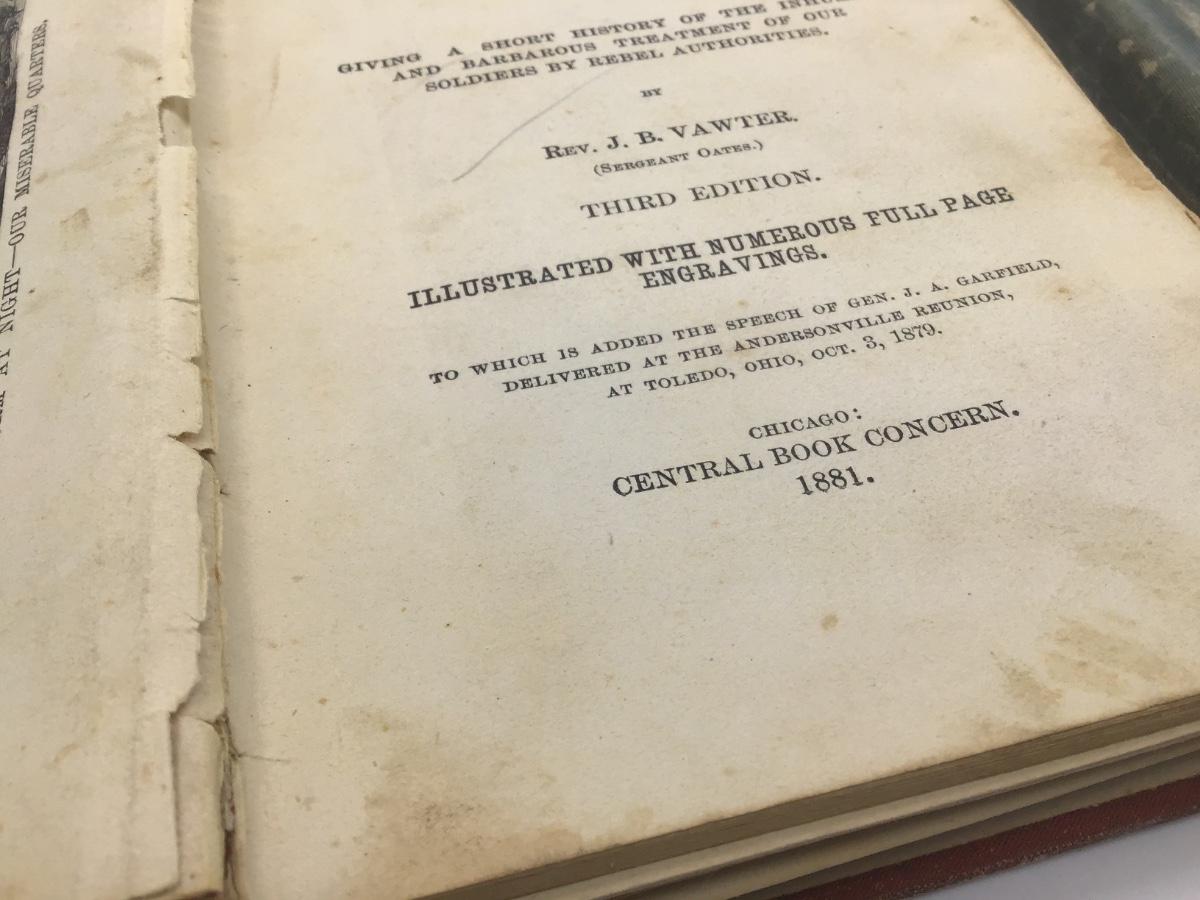 AT NIGHT—OUR MISERABLE QUARTERS.
GIVING A SHORT HISTORY OF THE
AND BARBAROUS TREATMENT OF OUR
SOLDIERS BY REBEL AUTHORITIES.
BY
REV. J. B. VAWTER.
(SERGEANT OATES.)
THIRD EDITION.
ILLUSTRATED WITH NUMEROUS FULL PAGE
ENGRAVINGS.
TO WHICH IS ADDED THE SPEECH OF GEN. J. A. GARFIELD,
DELIVERED AT THE ANDERSONVILLE REUNION,
AT TOLEDO, OHIO, OCT. 3, 1879.
CHICAGO:
CENTRAL BOOK CONCERN.
1881.